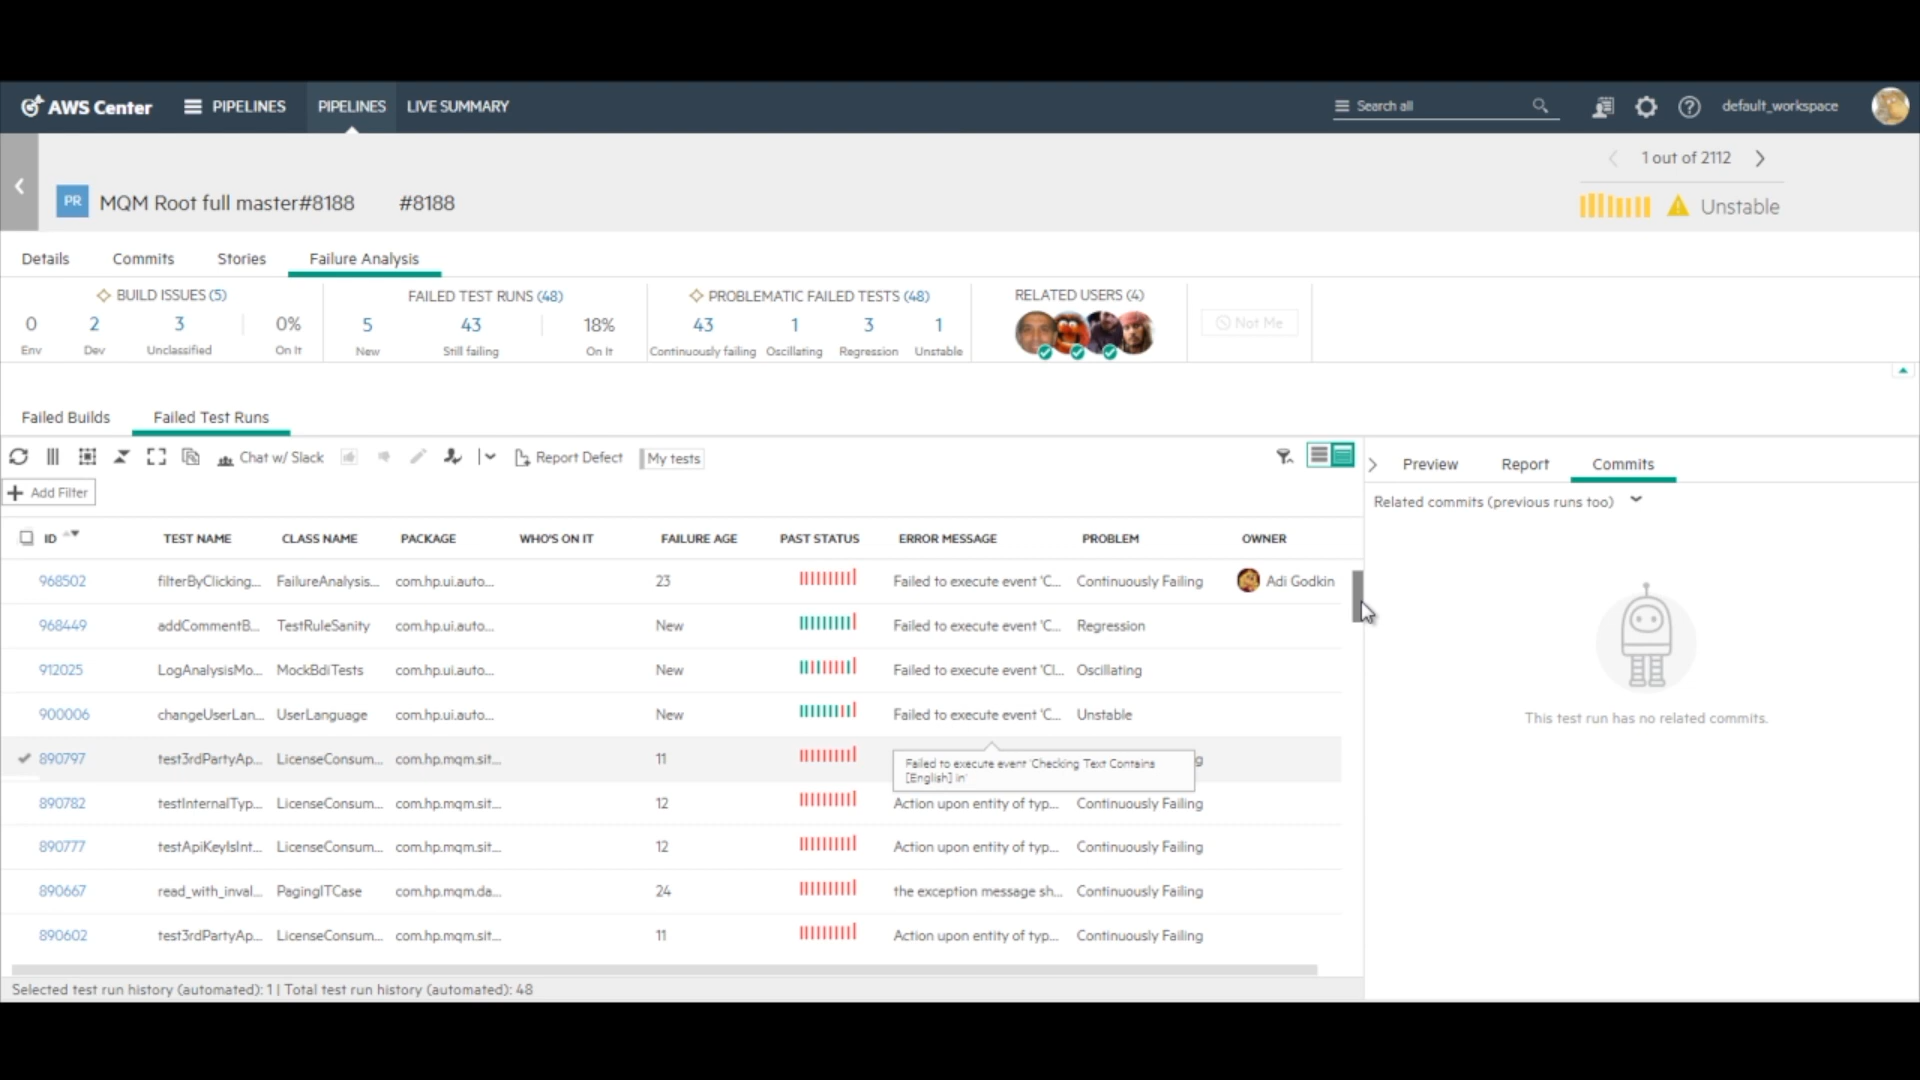 AWS Center PIPELINES PIPELINES LIVE SUMMARY Search all default_workspace
1 out of 2112
PR MQM Root full master#8188 #8188 Unstable
Details Commits Stories Failure Analysis
BUILD ISSUES (5) FAILED TEST RUNS (48) PROBLEMATIC FAILED TESTS (48) RELATED USERS (4)
0 2 3 0% 5 43 18% 43 1 3 1 Not Me
Env Dev Unclassified On It New Still failing On It Continuously failing Oscillating Regression Unstable
Failed Builds Failed Test Runs
Chat w/ Slack Report Defect My tests
Preview Report Commits
Add Filter
Related commits (previous runs too)
ID TEST NAME CLASS NAME PACKAGE WHO'S ON IT FAILURE AGE PAST STATUS ERROR MESSAGE PROBLEM OWNER
968502 filterByClicking... FailureAnalysis... com.hp.ui.auto... 23 Failed to execute event 'C... Continuously Failing Adi Godkin
968449 addCommentB... TestRuleSanity com.hp.ui.auto... New Failed to execute event 'C... Regression
912025 LogAnalysisMo... MockBdiTests com.hp.ui.auto... New Failed to execute event 'Cl... Oscillating
900006 changeUserLan... UserLanguage com.hp.ui.auto... New Failed to execute event 'C... Unstable
890797 test3rdPartyAp... LicenseConsum... com.hp.mqm.sit... 11 g
Failed to execute event 'Checking Text Contains
[English] in'
890782 testInternalTyp... LicenseConsum... com.hp.mqm.sit... 12 Action upon entity of typ... Continuously Failing
890777 testApiKeyIsInt... LicenseConsum... com.hp.mqm.sit... 12 Action upon entity of typ... Continuously Failing
890667 read_with_inval... PagingITCase com.hp.mqm.da... 24 the exception message sh... Continuously Failing
890602 test3rdPartyAp... LicenseConsum... com.hp.mqm.sit... 11 Action upon entity of typ... Continuously Failing
This test run has no related commits.
Selected test run history (automated): 1 | Total test run history (automated): 48